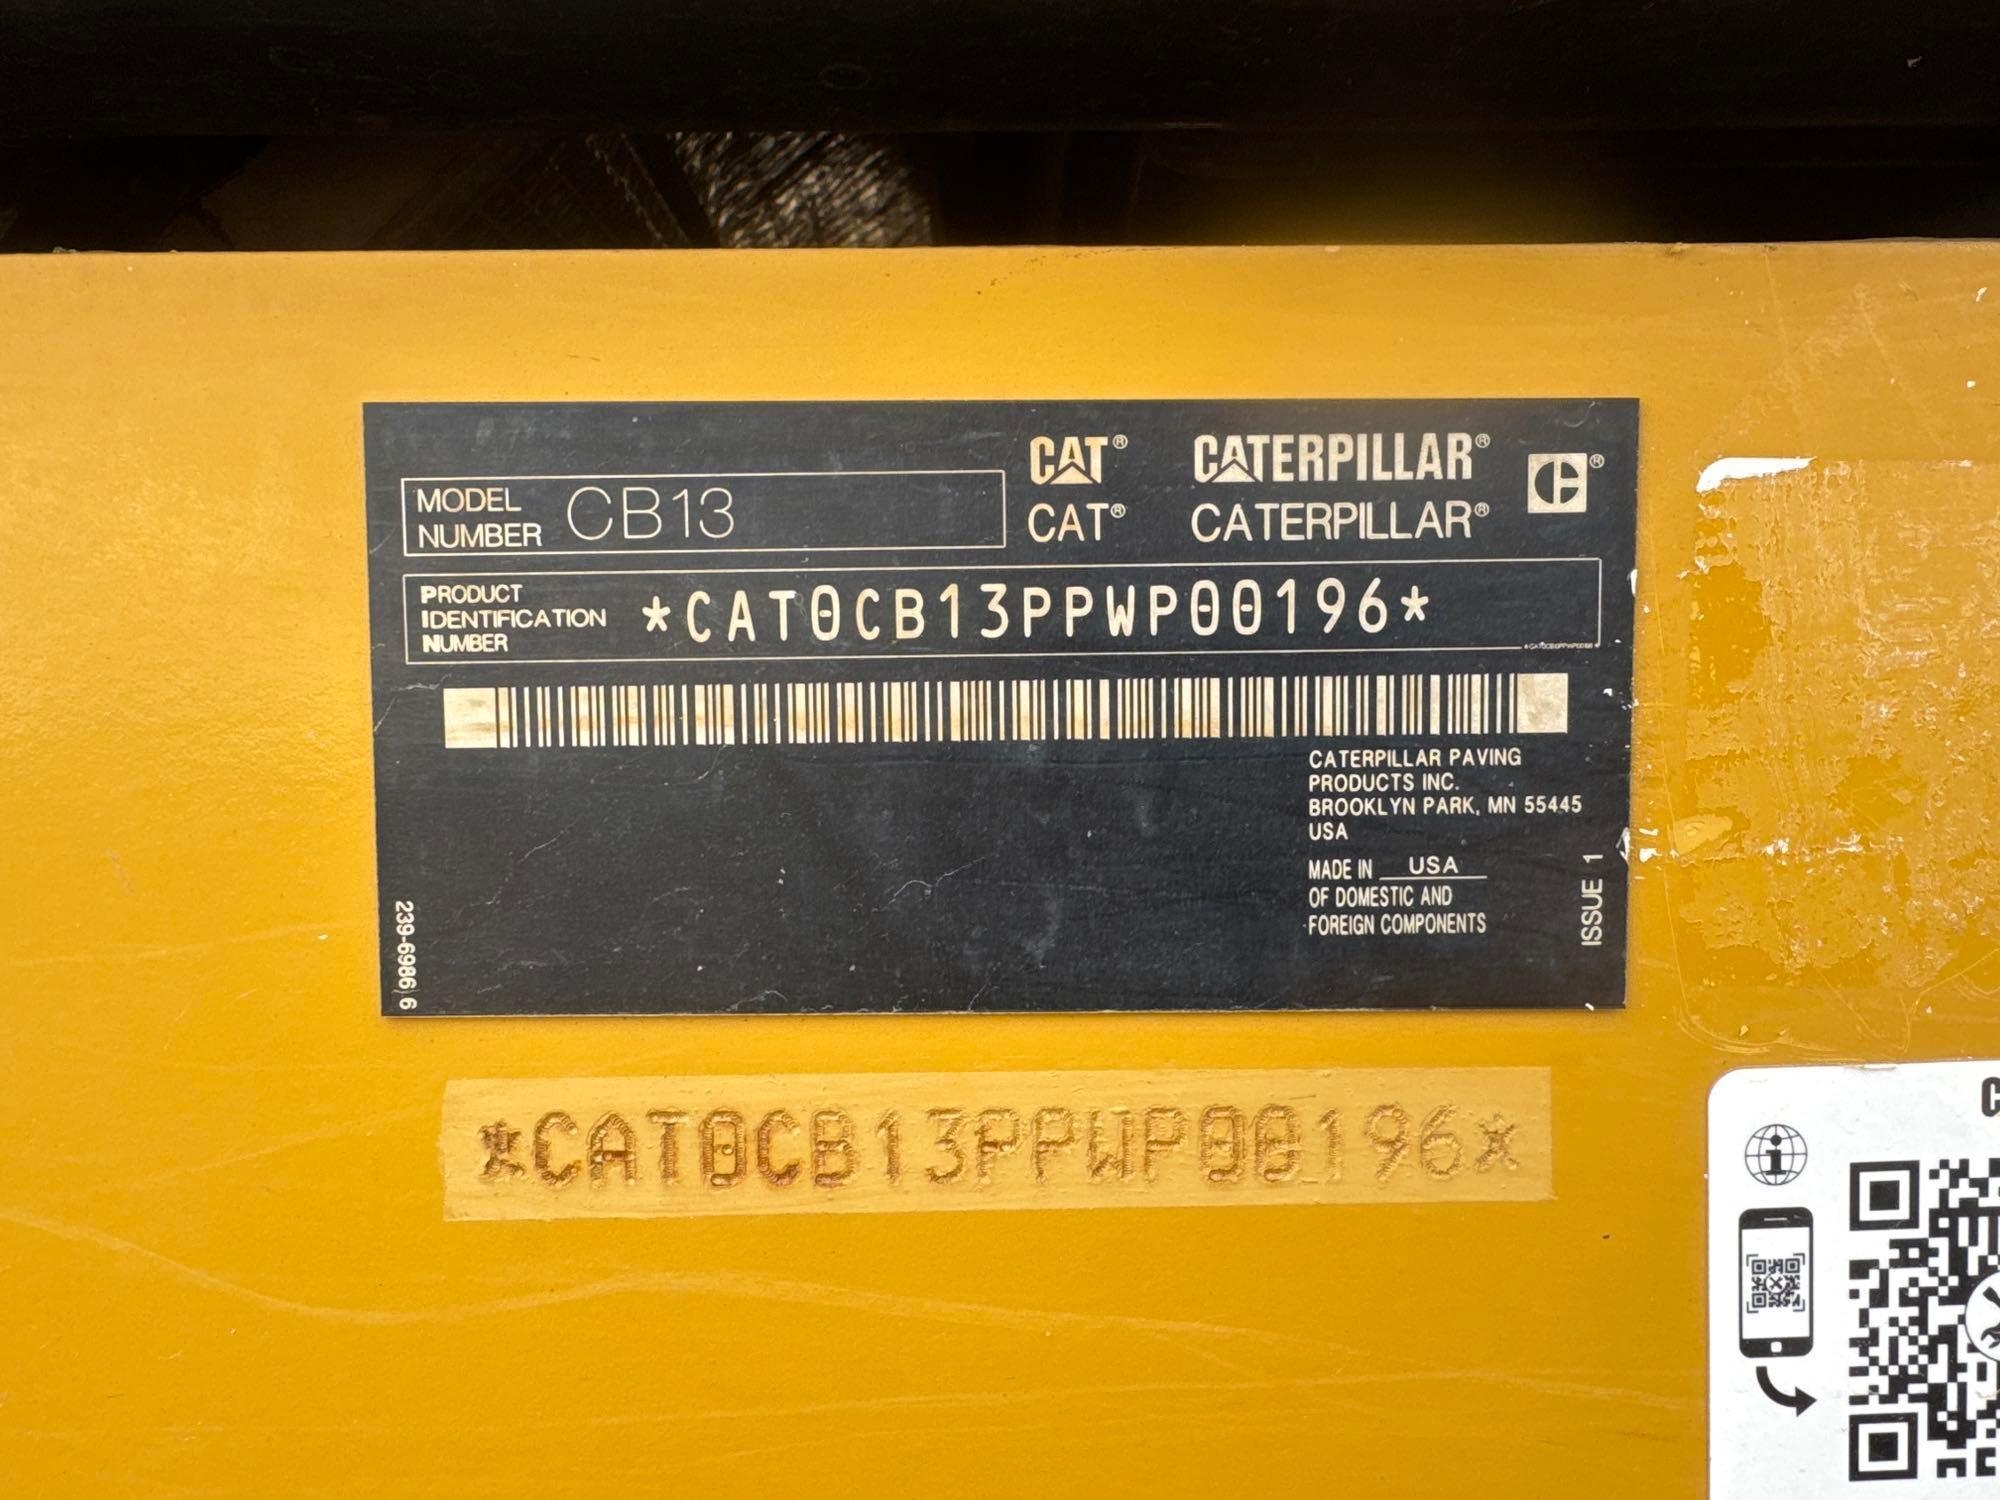 CAT® CATERPILLAR®
MODEL NUMBER CB13
CAT® CATERPILLAR®
PRODUCT IDENTIFICATION NUMBER *CAT0CB13PPWP00196*
CATERPILLAR PAVING
PRODUCTS INC.
BROOKLYN PARK, MN 55445
USA
MADE IN USA
OF DOMESTIC AND
FOREIGN COMPONENTS
ISSUE 1
239-6986 6
*CAT0CB13PPWP00196*